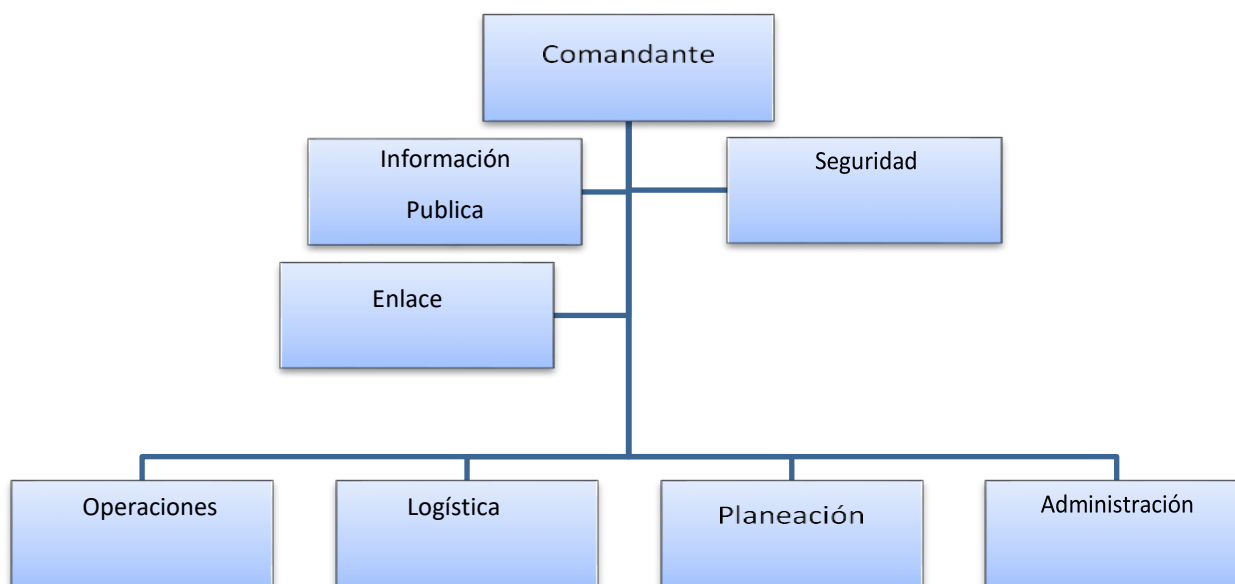 Comandante
Información
Publica
Seguridad
Enlace
Operaciones
Logística
Planeación
Administración